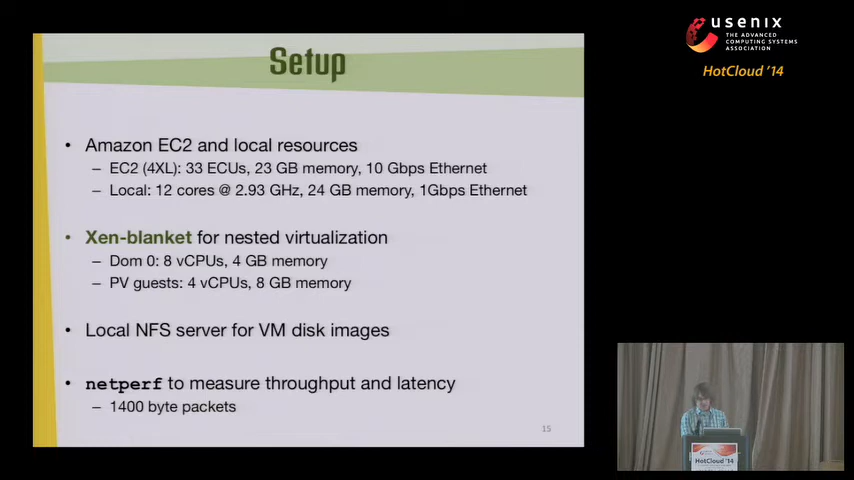 usenix
THE ADVANCED
COMPUTING SYSTEMS
ASSOCIATION
HotCloud '14
Setup
• Amazon EC2 and local resources
– EC2 (4XL): 33 ECUs, 23 GB memory, 10 Gbps Ethernet
– Local: 12 cores @ 2.93 GHz, 24 GB memory, 1Gbps Ethernet
• Xen-blanket for nested virtualization
– Dom 0: 8 vCPUs, 4 GB memory
– PV guests: 4 vCPUs, 8 GB memory
• Local NFS server for VM disk images
• netperf to measure throughput and latency
– 1400 byte packets
15
HotCloud '14